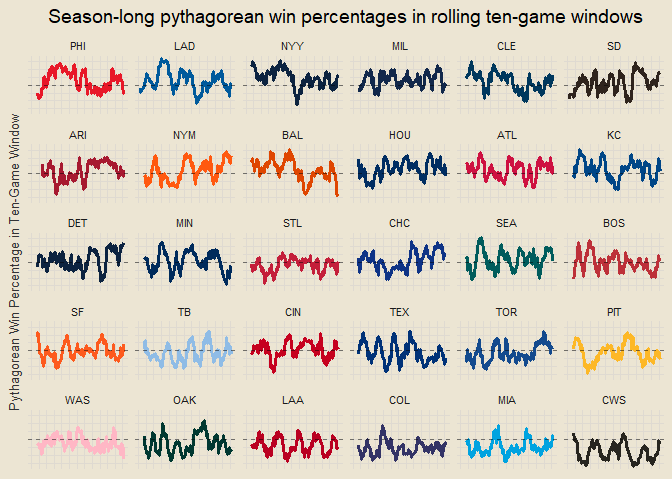 Season-long pythagorean win percentages in rolling ten-game windows
Pythagorean Win Percentage in Ten-Game Window
PHI LAD NYY MIL CLE SD
ARI NYM BAL HOU ATL KC
DET MIN STL CHC SEA BOS
SF TB CIN TEX TOR PIT
WAS OAK LAA COL MIA CWS